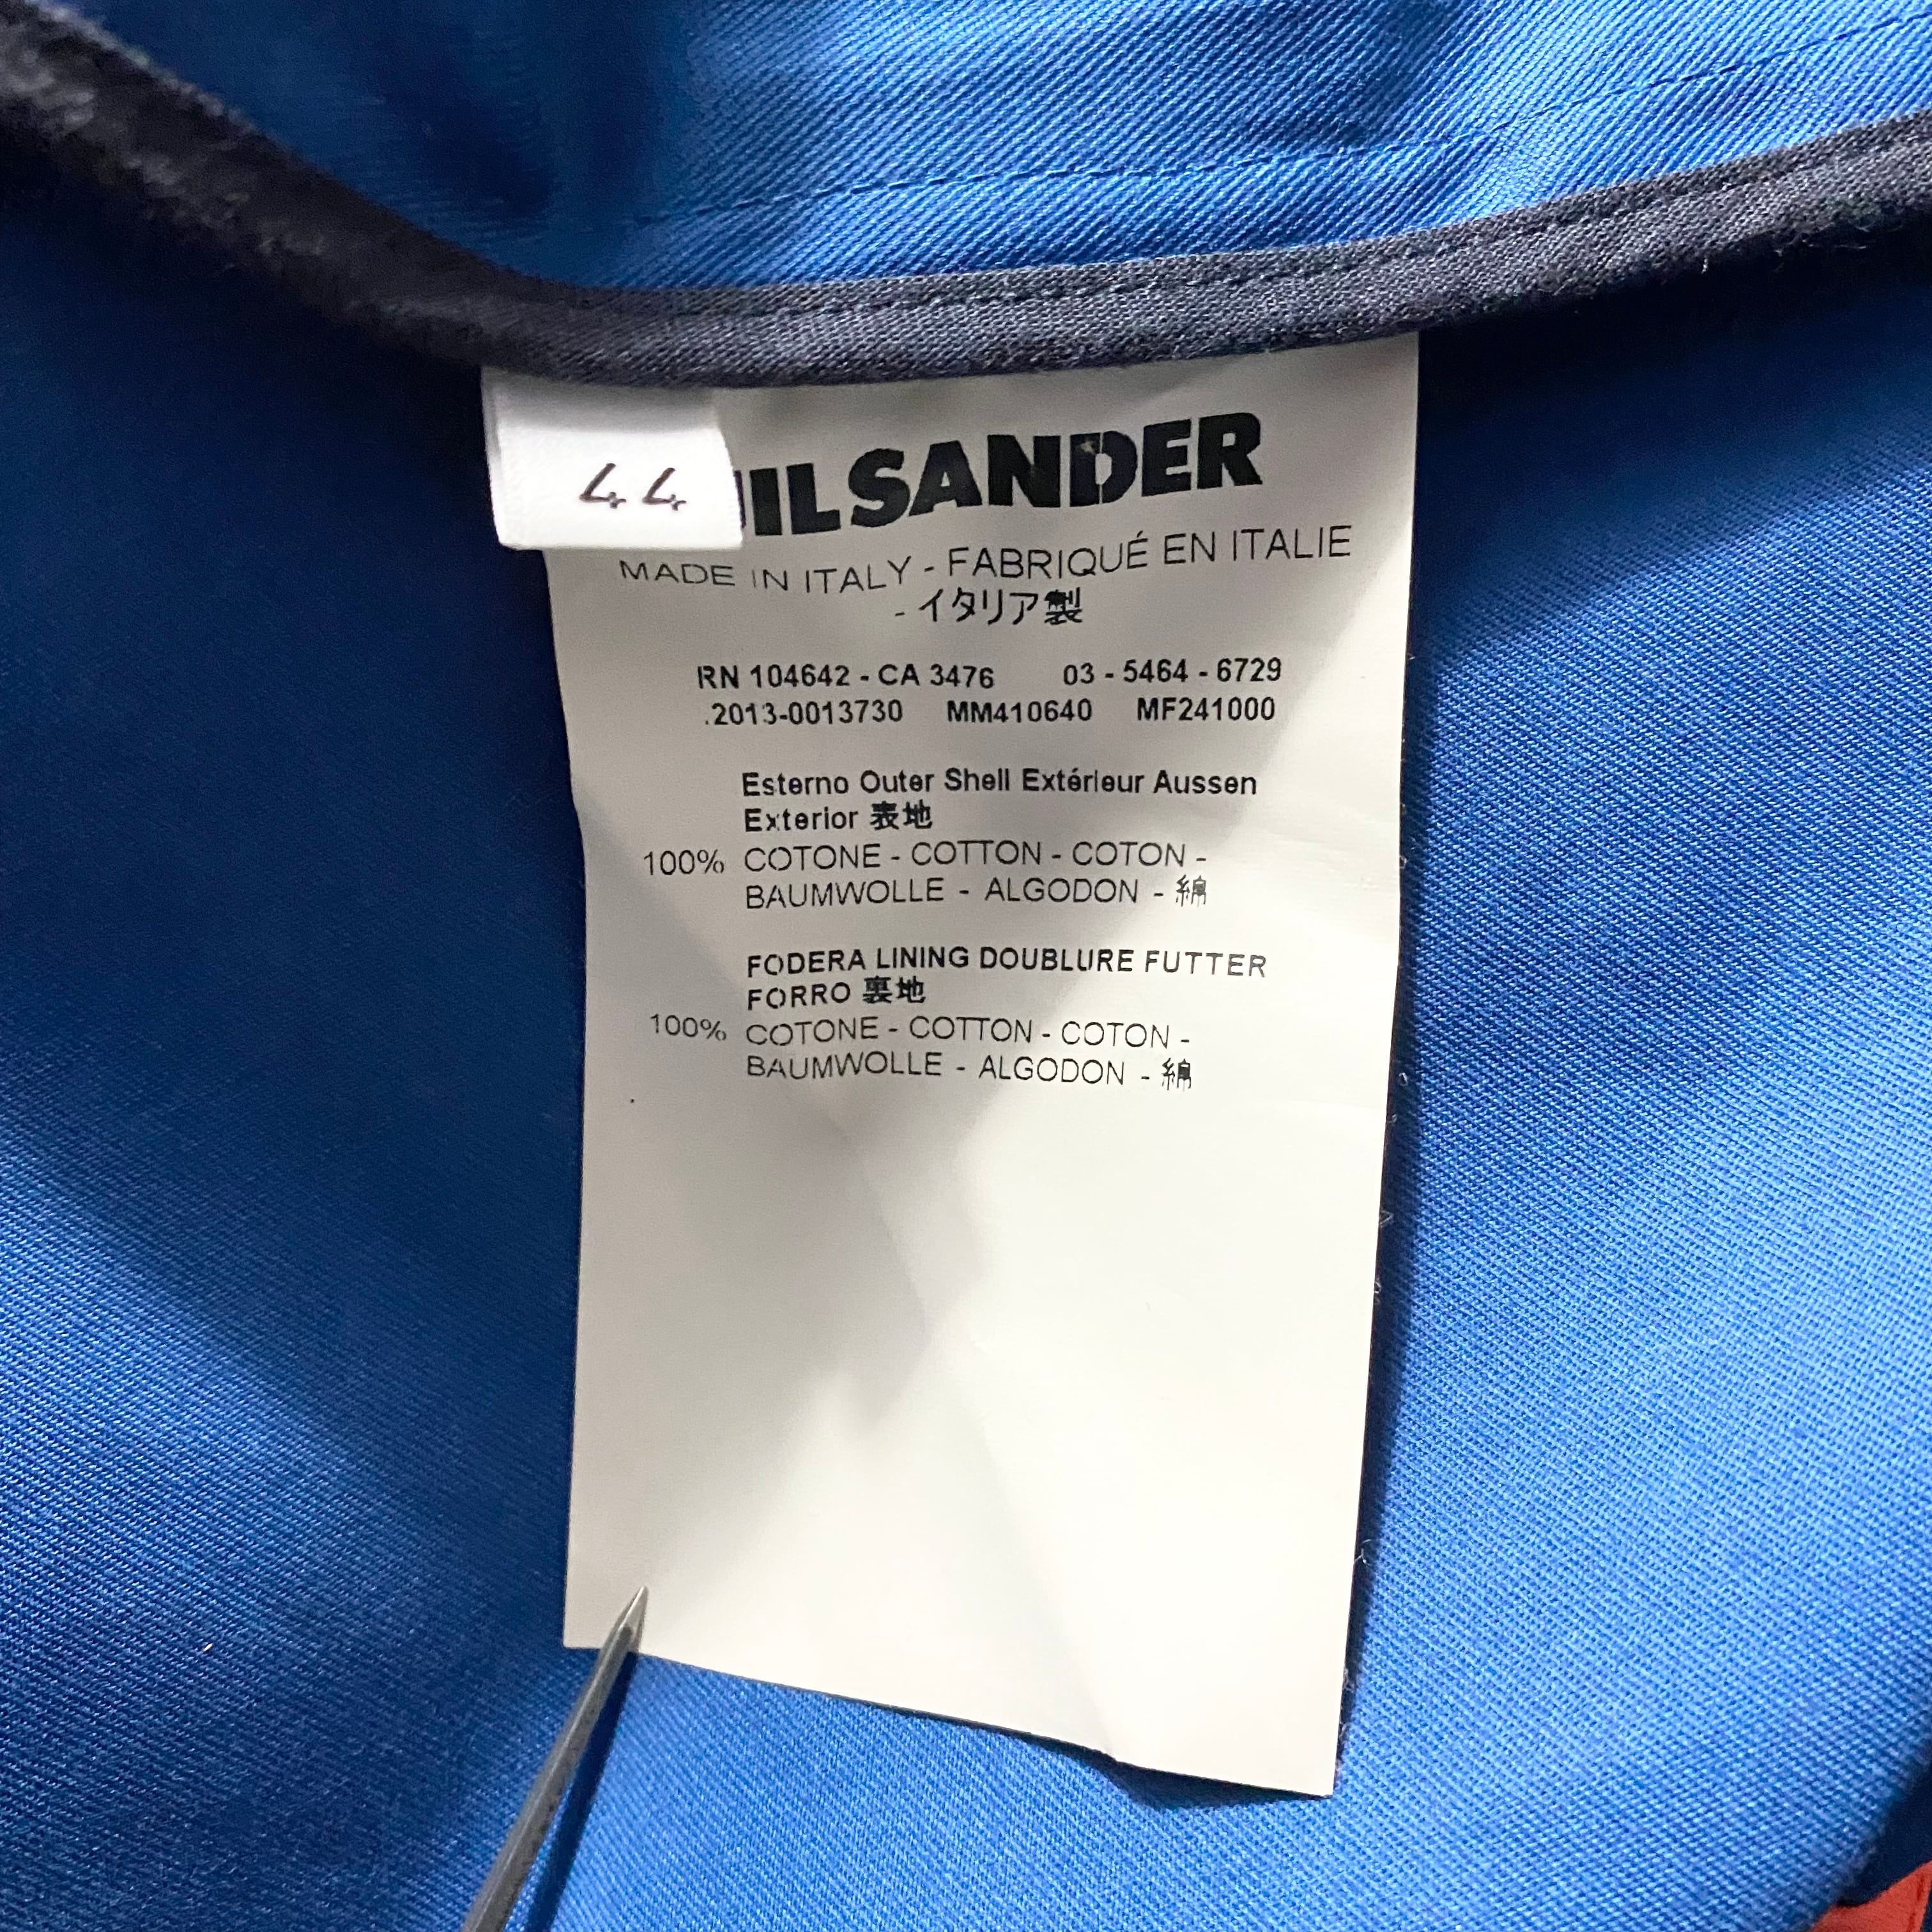 44
JIL SANDER
MADE IN ITALY - FABRIQUÉ EN ITALIE
- イタリア製
RN 104642 - CA 3476 03 - 5464 - 6729
.2013-0013730 MM410640 MF241000
Esterno Outer Shell Extérieur Aussen
Exterior 表地
100% COTONE - COTTON - COTON -
BAUMWOLLE - ALGODON - 綿
FODERA LINING DOUBLURE FUTTER
FORRO 裏地
100% COTONE - COTTON - COTON -
BAUMWOLLE - ALGODON - 綿